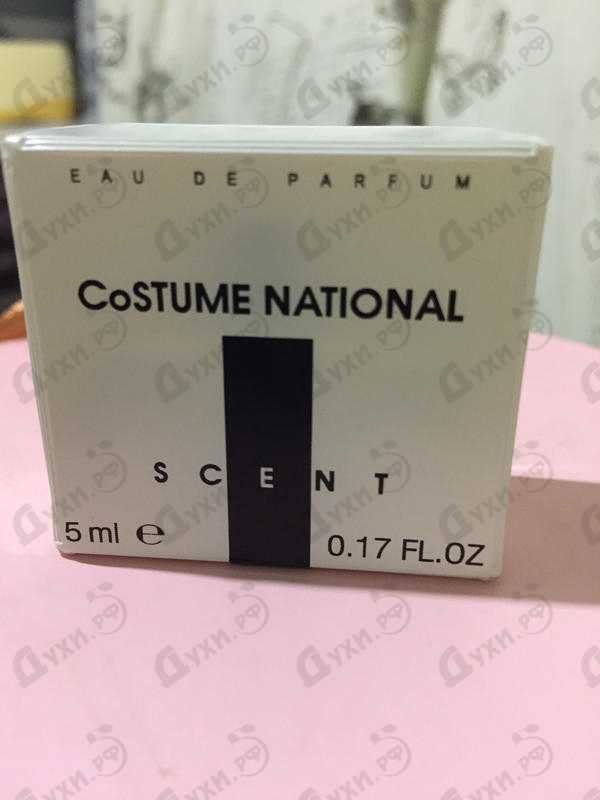 EAU DE PARFUM
CoSTUME NATIONAL
SCENT
5 ml ℮
0.17 FL.OZ
Духи.рф